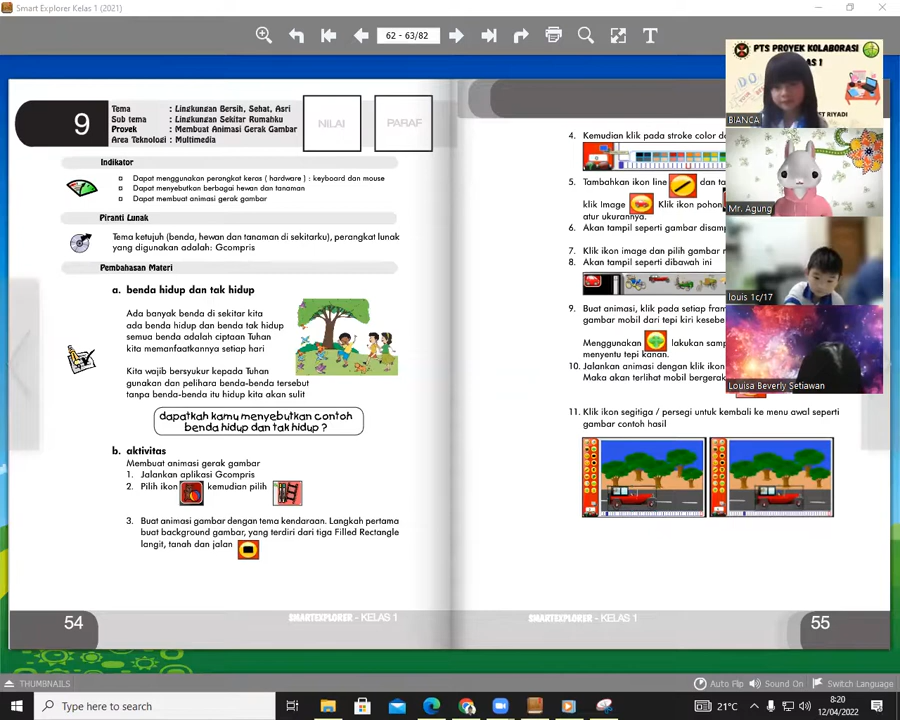 Smart Explorer Kelas 1 (2021)
62 - 63/82
9
Tema : Lingkungan Bersih, Sehat, Asri
Sub tema : Lingkungan Sekitar Rumahku
Proyek : Membuat Animasi Gerak Gambar
Area Teknologi : Multimedia
NILAI
PARAF
Indikator
Dapat menggunakan perangkat keras ( hardware ) : keyboard dan mouse
Dapat menyebutkan berbagai hewan dan tanaman
Dapat membuat animasi gerak gambar
Piranti Lunak
Tema ketujuh (benda, hewan dan tanaman di sekitarku), perangkat lunak
yang digunakan adalah: Gcompris
Pembahasan Materi
a. benda hidup dan tak hidup
Ada banyak benda di sekitar kita
ada benda hidup dan benda tak hidup
semua benda adalah ciptaan Tuhan
kita memanfaatkannya setiap hari
Kita wajib bersyukur kepada Tuhan
gunakan dan pelihara benda-benda tersebut
tanpa benda-benda itu hidup kita akan sulit
dapatkah kamu menyebutkan contoh
benda hidup dan tak hidup ?
b. aktivitas
Membuat animasi gerak gambar
1. Jalankan aplikasi Gcompris
2. Pilih ikon kemudian pilih
3. Buat animasi gambar dengan tema kendaraan. Langkah pertama
buat background gambar, yang terdiri dari tiga Filled Rectangle
langit, tanah dan jalan
54
SMARTEXPLORER - KELAS 1
4. Kemudian klik pada stroke color de
5. Tambahkan ikon line dan ta
klik Image Klik ikon pohon
atur ukurannya.
6. Akan tampil seperti gambar disamp
7. Klik ikon image dan pilih gambar
8. Akan tampil seperti dibawah ini
9. Buat animasi, klik pada setiap fram
gambar mobil dari tepi kiri kesebe
Menggunakan lakukan samp
menyentu tepi kanan.
10. Jalankan animasi dengan klik ikon
Maka akan terlihat mobil bergerak
11. Klik ikon segitiga / persegi untuk kembali ke menu awal seperti
gambar contoh hasil
SMARTEXPLORER - KELAS 1
55
PTS PROYEK KOLABORASI
BIANCA
Mr. Agung
louis 1c/17
Louisa Beverly Setiawan
THUMBNAILS
Auto Flip
Sound On
Switch Language
Type here to search
21°C
8:20
12/04/2022